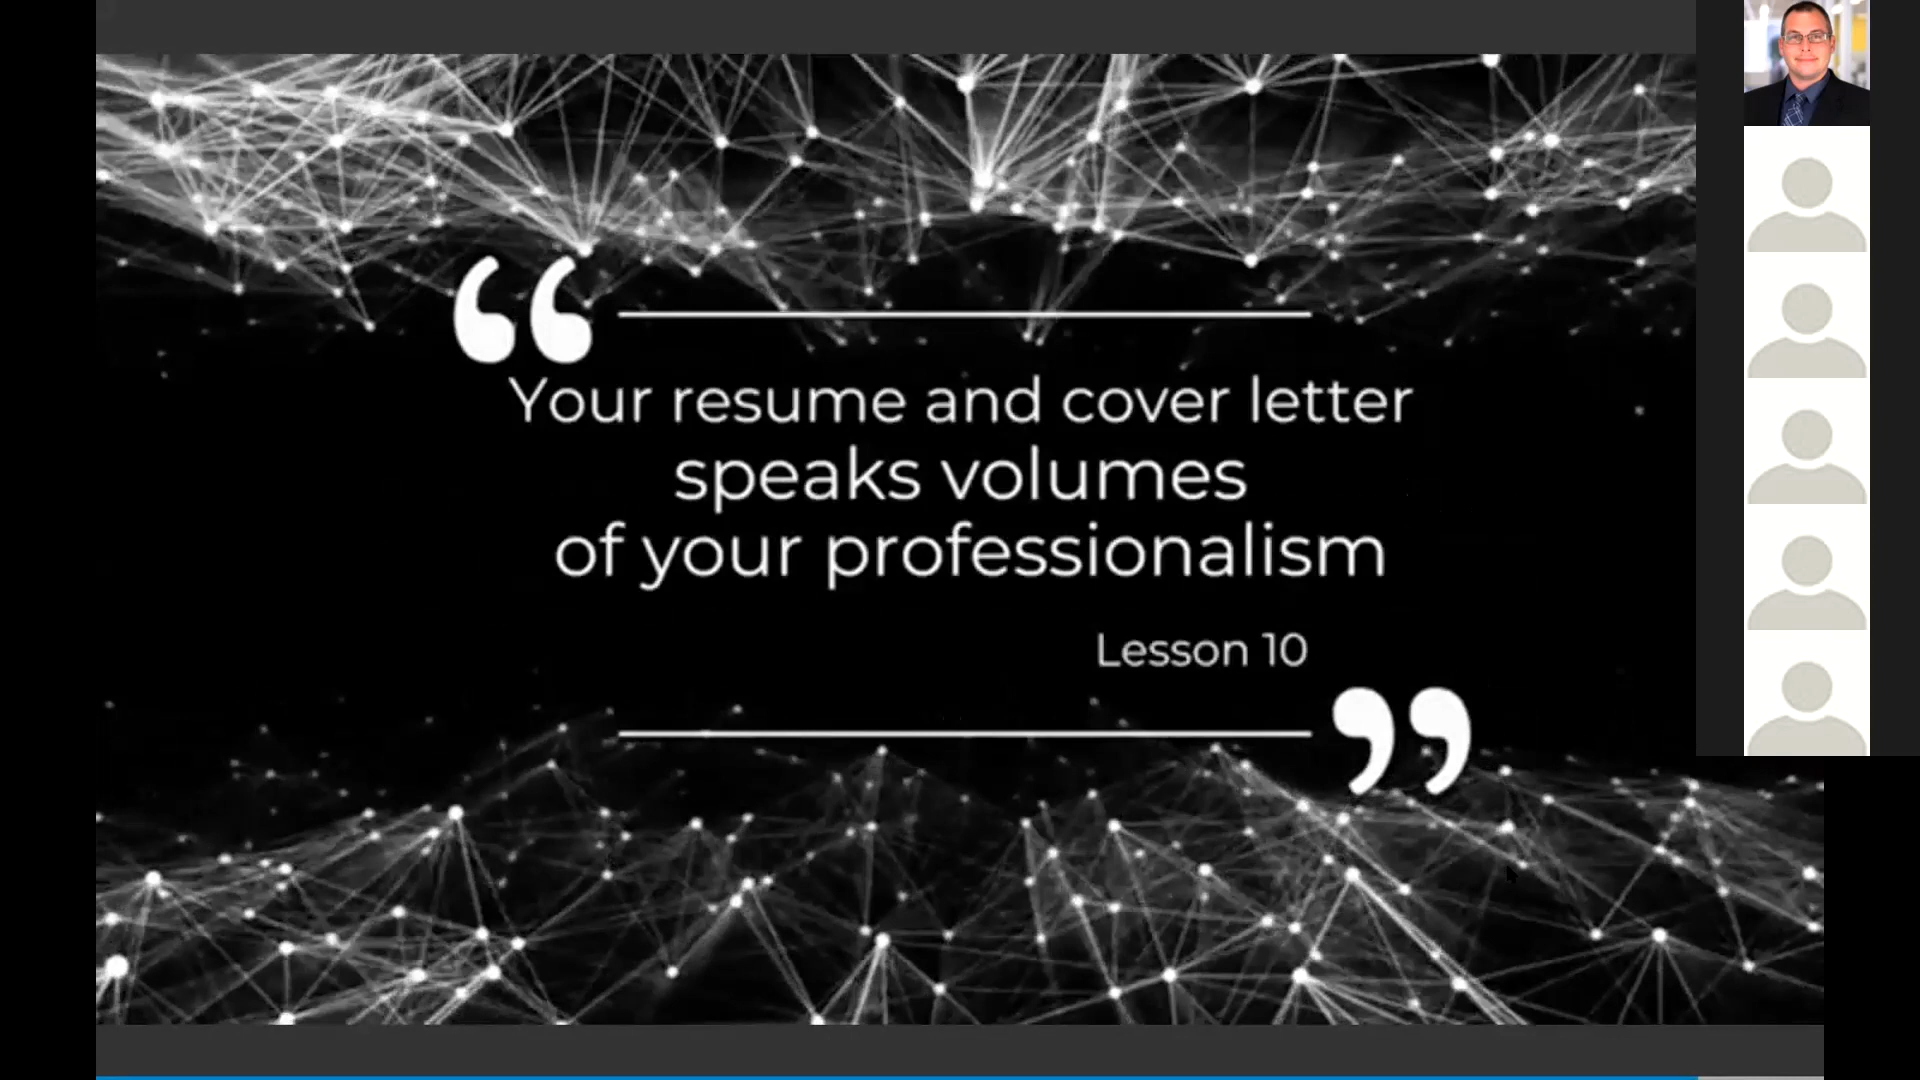 “
Your resume and cover letter
speaks volumes
of your professionalism
Lesson 10
”